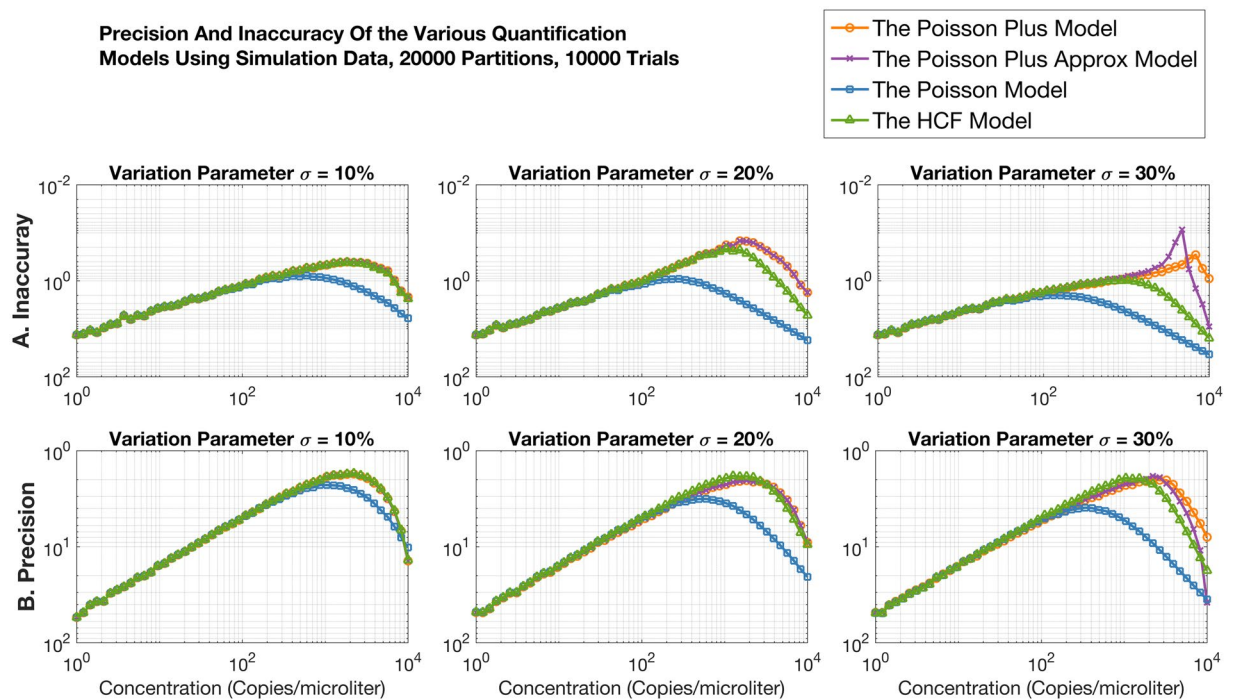 Precision And Inaccuracy Of the Various Quantification
Models Using Simulation Data, 20000 Partitions, 10000 Trials
The Poisson Plus Model
The Poisson Plus Approx Model
The Poisson Model
The HCF Model
A. Inaccuray
Variation Parameter σ = 10%
10^-2
10^0
10^2
10^0 10^2 10^4
Variation Parameter σ = 20%
10^-2
10^0
10^2
10^0 10^2 10^4
Variation Parameter σ = 30%
10^-2
10^0
10^2
10^0 10^2 10^4
B. Precision
Variation Parameter σ = 10%
10^0
10^1
10^2
10^0 10^2 10^4
Concentration (Copies/microliter)
Variation Parameter σ = 20%
10^0
10^1
10^2
10^0 10^2 10^4
Concentration (Copies/microliter)
Variation Parameter σ = 30%
10^0
10^1
10^2
10^0 10^2 10^4
Concentration (Copies/microliter)